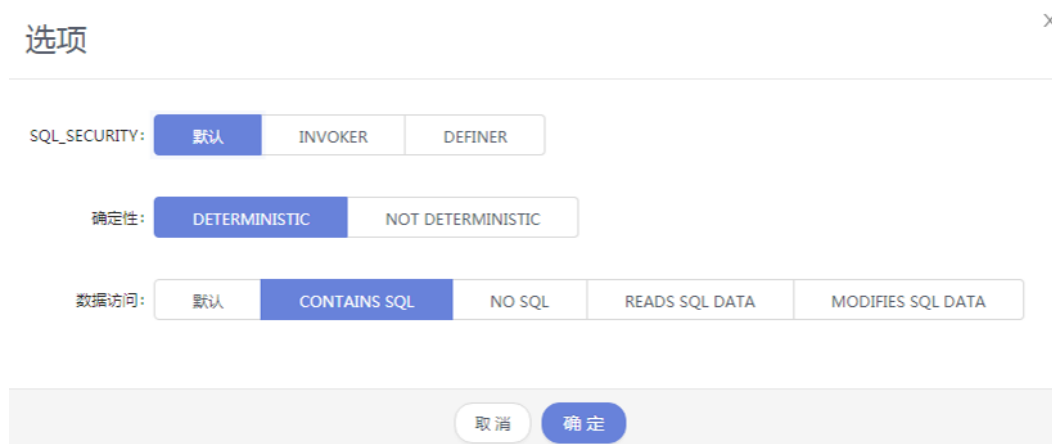 选项
X
SQL_SECURITY: 默认 INVOKER DEFINER
确定性: DETERMINISTIC NOT DETERMINISTIC
数据访问: 默认 CONTAINS SQL NO SQL READS SQL DATA MODIFIES SQL DATA
取消 确定